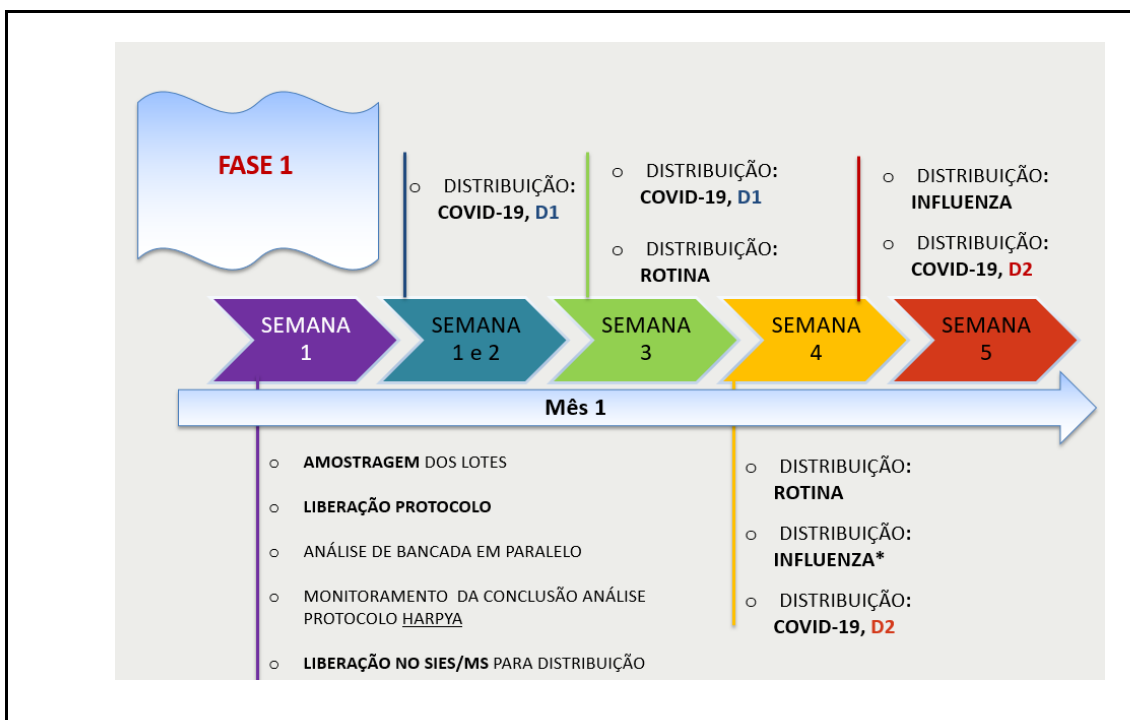 FASE 1
o DISTRIBUIÇÃO:
COVID-19, D1
o DISTRIBUIÇÃO:
COVID-19, D1
o DISTRIBUIÇÃO:
ROTINA
o DISTRIBUIÇÃO:
INFLUENZA
o DISTRIBUIÇÃO:
COVID-19, D2
SEMANA
1
SEMANA
1 e 2
SEMANA
3
SEMANA
4
SEMANA
5
Mês 1
o AMOSTRAGEM DOS LOTES
o LIBERAÇÃO PROTOCOLO
o ANÁLISE DE BANCADA EM PARALELO
o MONITORAMENTO DA CONCLUSÃO ANÁLISE
PROTOCOLO HARPYA
o LIBERAÇÃO NO SIES/MS PARA DISTRIBUIÇÃO
o DISTRIBUIÇÃO:
ROTINA
o DISTRIBUIÇÃO:
INFLUENZA*
o DISTRIBUIÇÃO:
COVID-19, D2